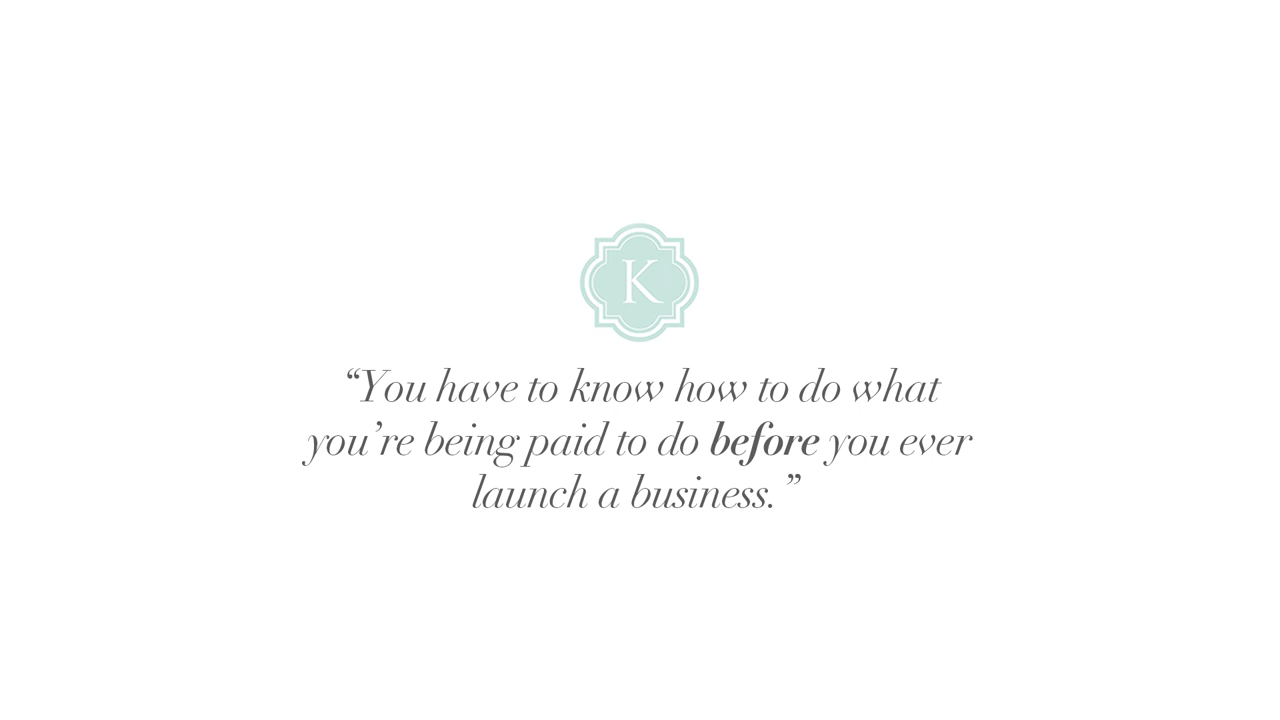 K
“You have to know how to do what
you’re being paid to do before you ever
launch a business.”